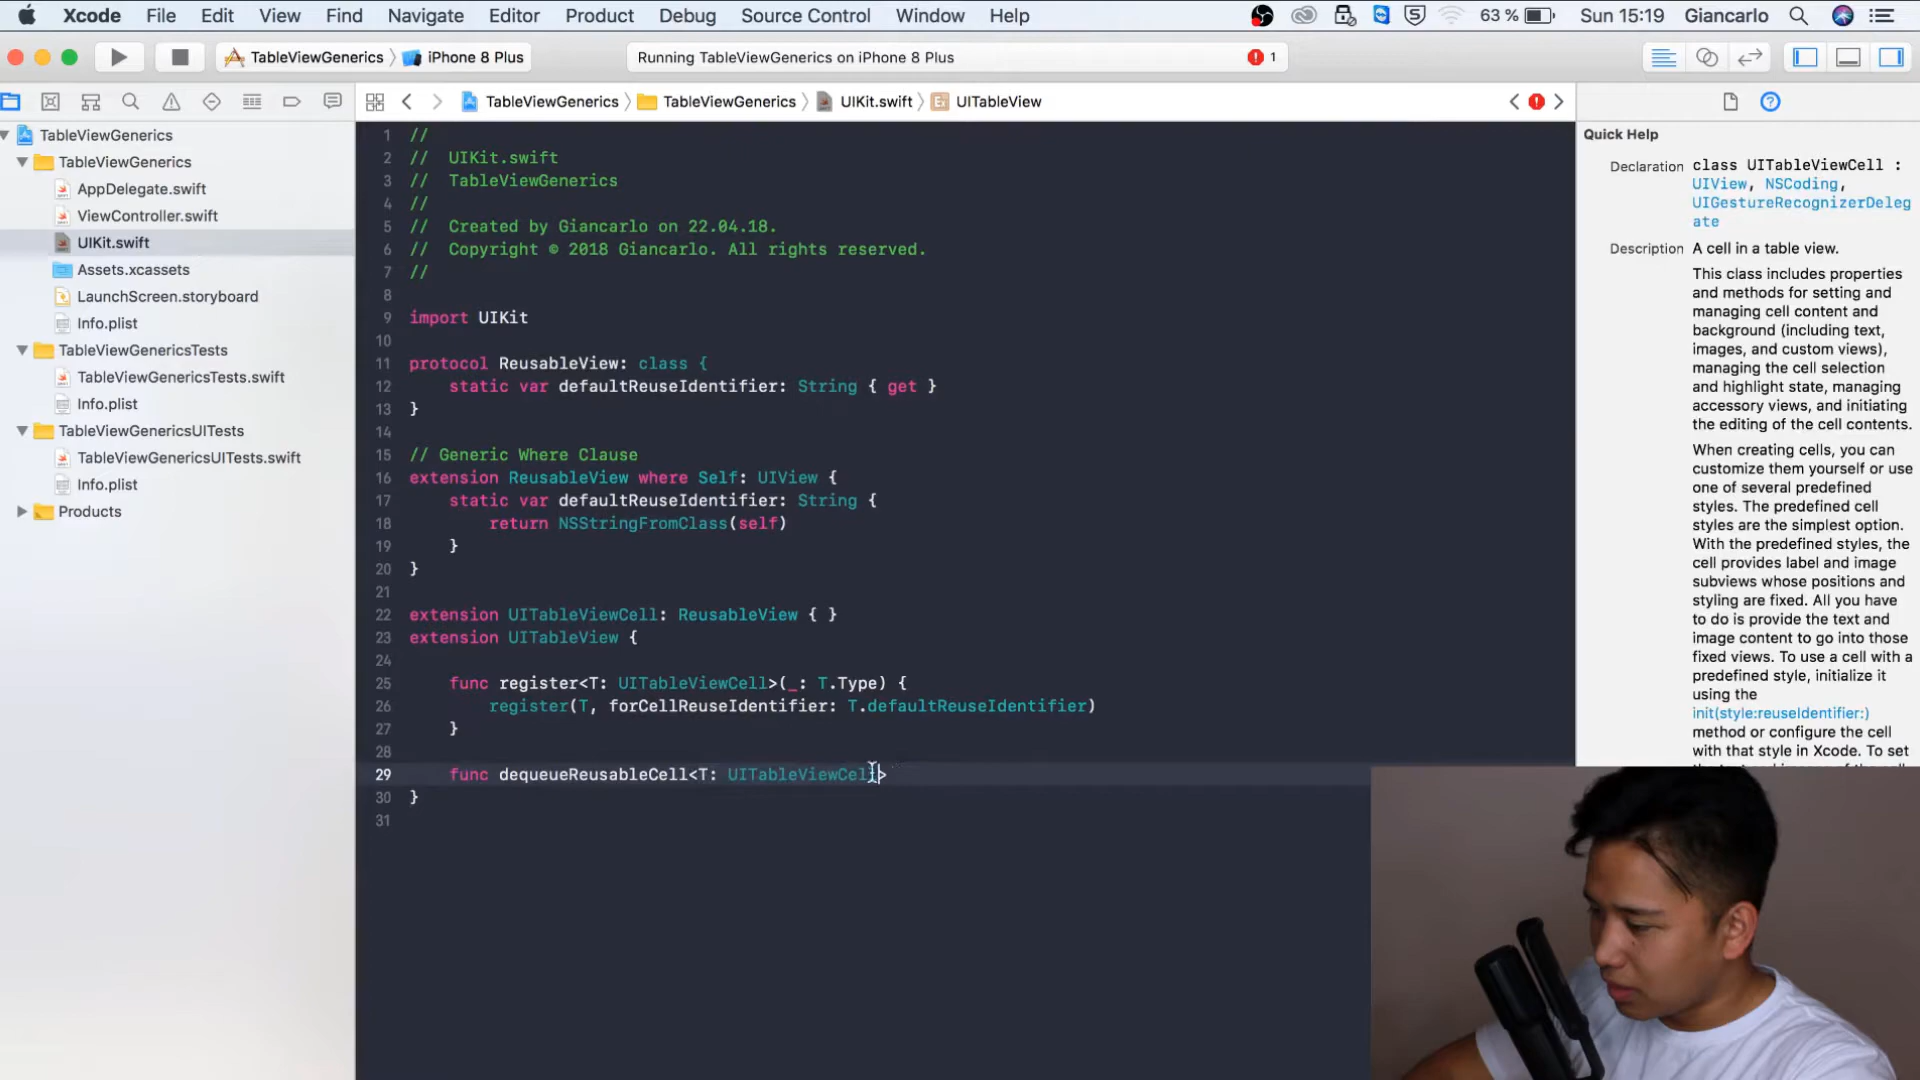 Xcode File Edit View Find Navigate Editor Product Debug Source Control Window Help 63 % Sun 15:19 Giancarlo
TableViewGenerics iPhone 8 Plus Running TableViewGenerics on iPhone 8 Plus 1
TableViewGenerics TableViewGenerics UIKit.swift UITableView
TableViewGenerics
TableViewGenerics
AppDelegate.swift
ViewController.swift
UIKit.swift
Assets.xcassets
LaunchScreen.storyboard
Info.plist
TableViewGenericsTests
TableViewGenericsTests.swift
Info.plist
TableViewGenericsUITests
TableViewGenericsUITests.swift
Info.plist
Products
1 //
2 // UIKit.swift
3 // TableViewGenerics
4 //
5 // Created by Giancarlo on 22.04.18.
6 // Copyright © 2018 Giancarlo. All rights reserved.
7 //
8
9 import UIKit
10
11 protocol ReusableView: class {
12 static var defaultReuseIdentifier: String { get }
13 }
14
15 // Generic Where Clause
16 extension ReusableView where Self: UIView {
17 static var defaultReuseIdentifier: String {
18 return NSStringFromClass(self)
19 }
20 }
21
22 extension UITableViewCell: ReusableView { }
23 extension UITableView {
24
25 func register<T: UITableViewCell>(_: T.Type) {
26 register(T, forCellReuseIdentifier: T.defaultReuseIdentifier)
27 }
28
29 func dequeueReusableCell<T: UITableViewCell>
30 }
31
Quick Help
Declaration class UITableViewCell :
UIView, NSCoding,
UIGestureRecognizerDeleg
ate
Description A cell in a table view.
This class includes properties
and methods for setting and
managing cell content and
background (including text,
images, and custom views),
managing the cell selection
and highlight state, managing
accessory views, and initiating
the editing of the cell contents.
When creating cells, you can
customize them yourself or use
one of several predefined
styles. The predefined cell
styles are the simplest option.
With the predefined styles, the
cell provides label and image
subviews whose positions and
styling are fixed. All you have
to do is provide the text and
image content to go into those
fixed views. To use a cell with a
predefined style, initialize it
using the
init(style:reuseIdentifier:)
method or configure the cell
with that style in Xcode. To set